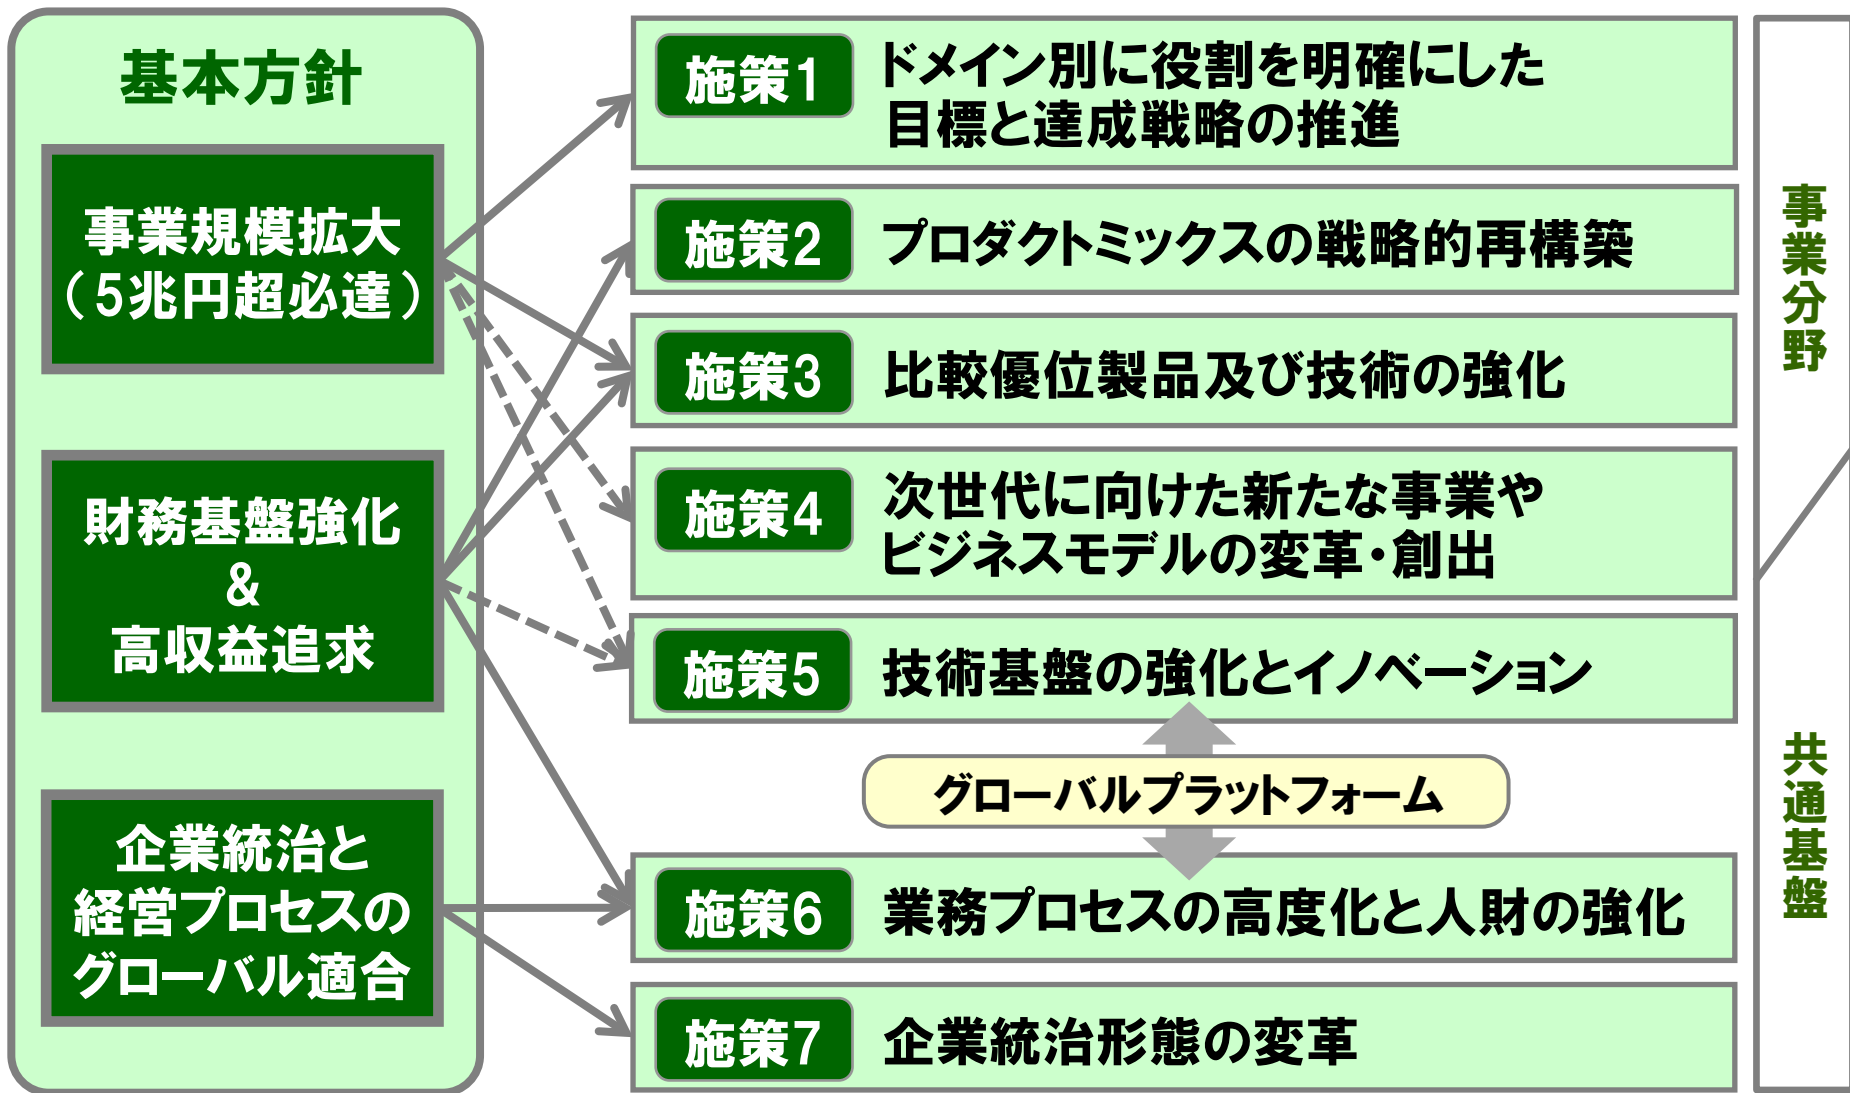 基本方針
事業規模拡大
（5兆円超必達）
財務基盤強化
&
高収益追求
企業統治と
経営プロセスの
グローバル適合
施策1
ドメイン別に役割を明確にした
目標と達成戦略の推進
施策2
プロダクトミックスの戦略的再構築
施策3
比較優位製品及び技術の強化
施策4
次世代に向けた新たな事業や
ビジネスモデルの変革・創出
施策5
技術基盤の強化とイノベーション
グローバルプラットフォーム
施策6
業務プロセスの高度化と人財の強化
施策7
企業統治形態の変革
事業分野
共通基盤